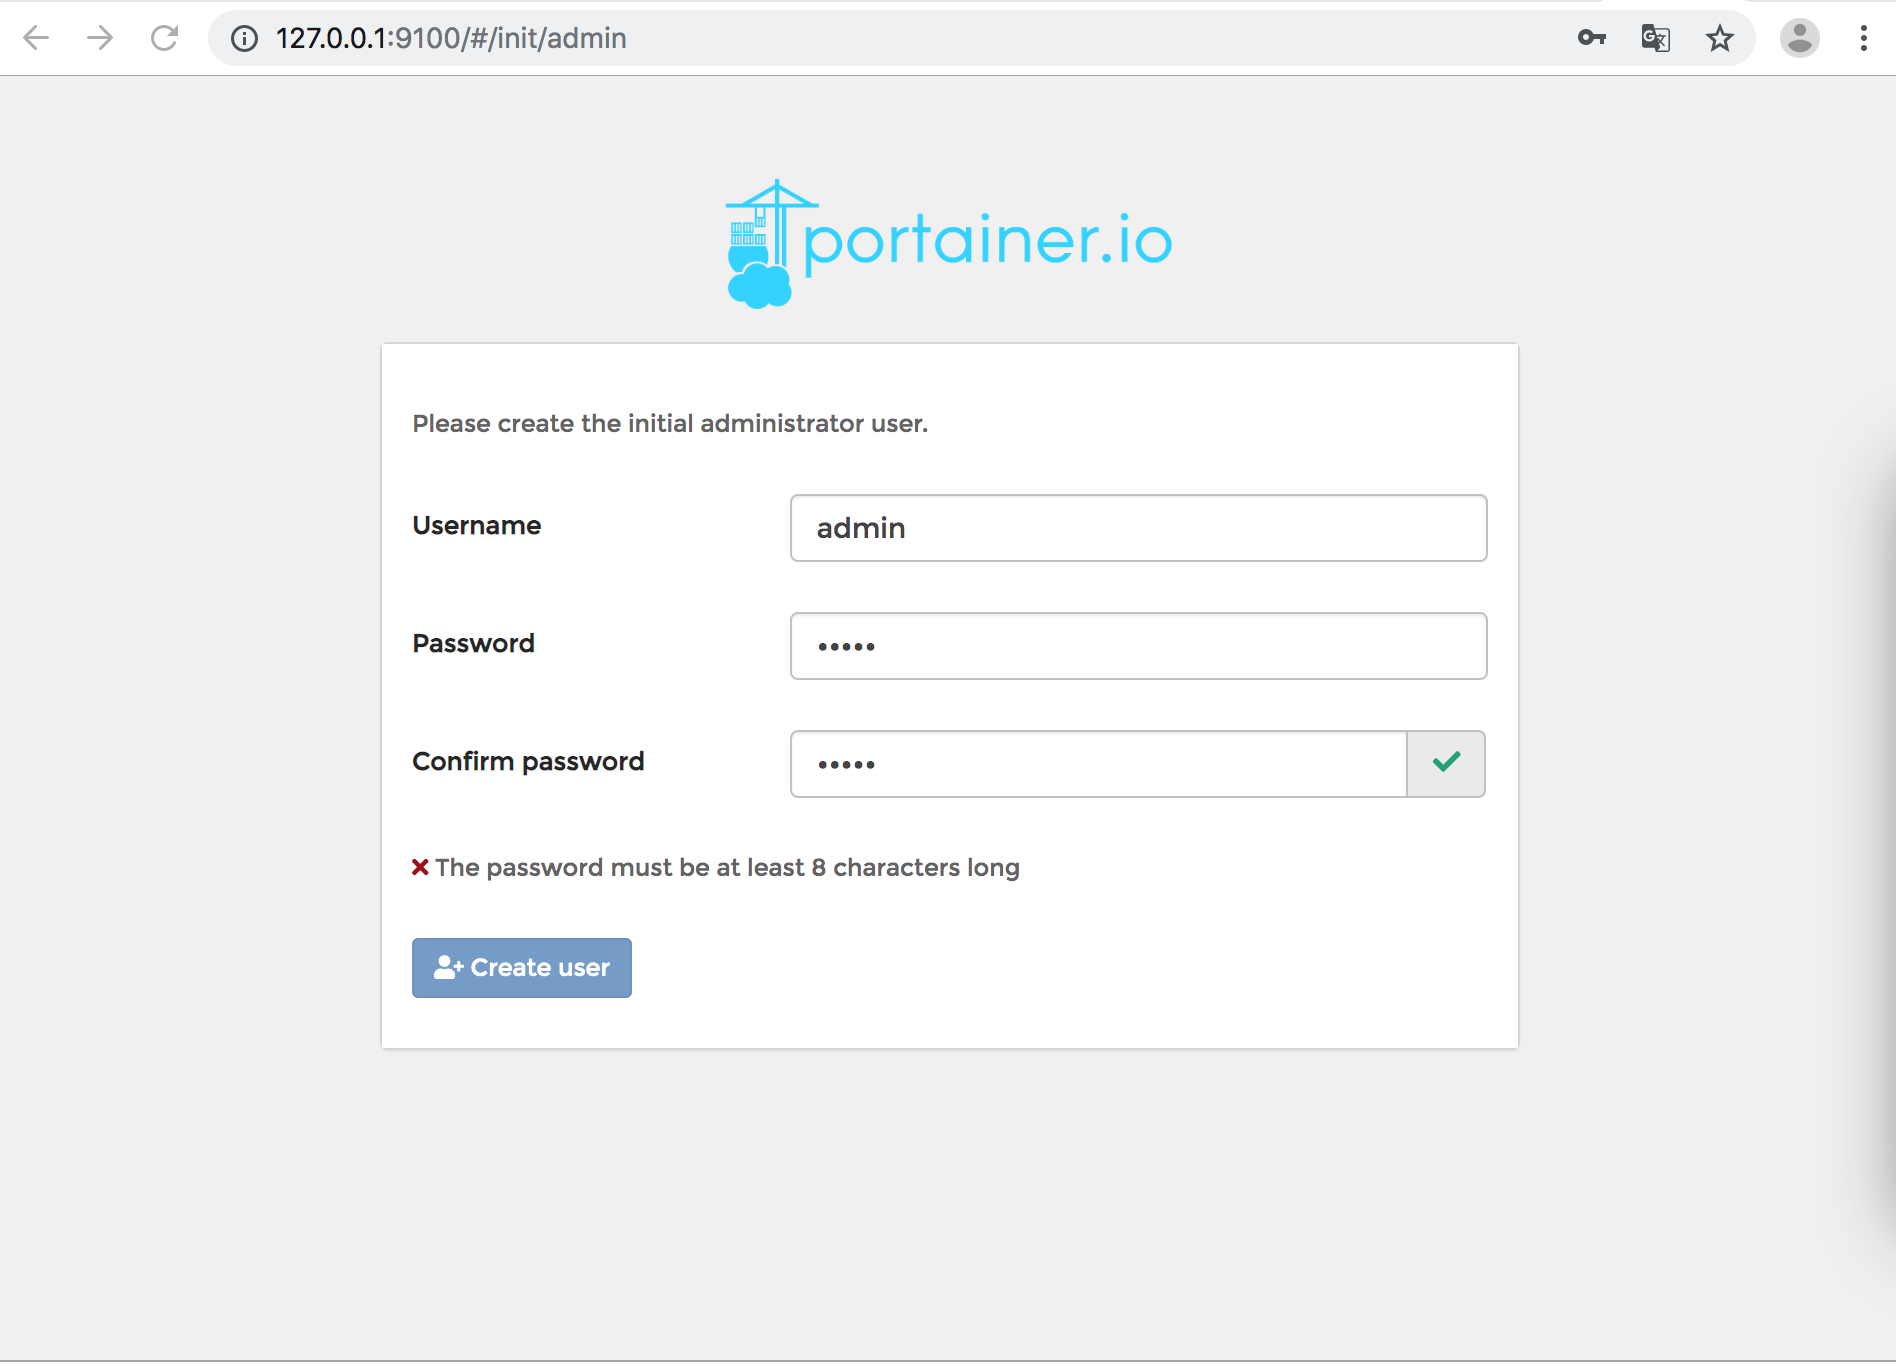 127.0.0.1:9100/#/init/admin
portainer.io
Please create the initial administrator user.
Username
admin
Password
•••••
Confirm password
•••••
The password must be at least 8 characters long
Create user